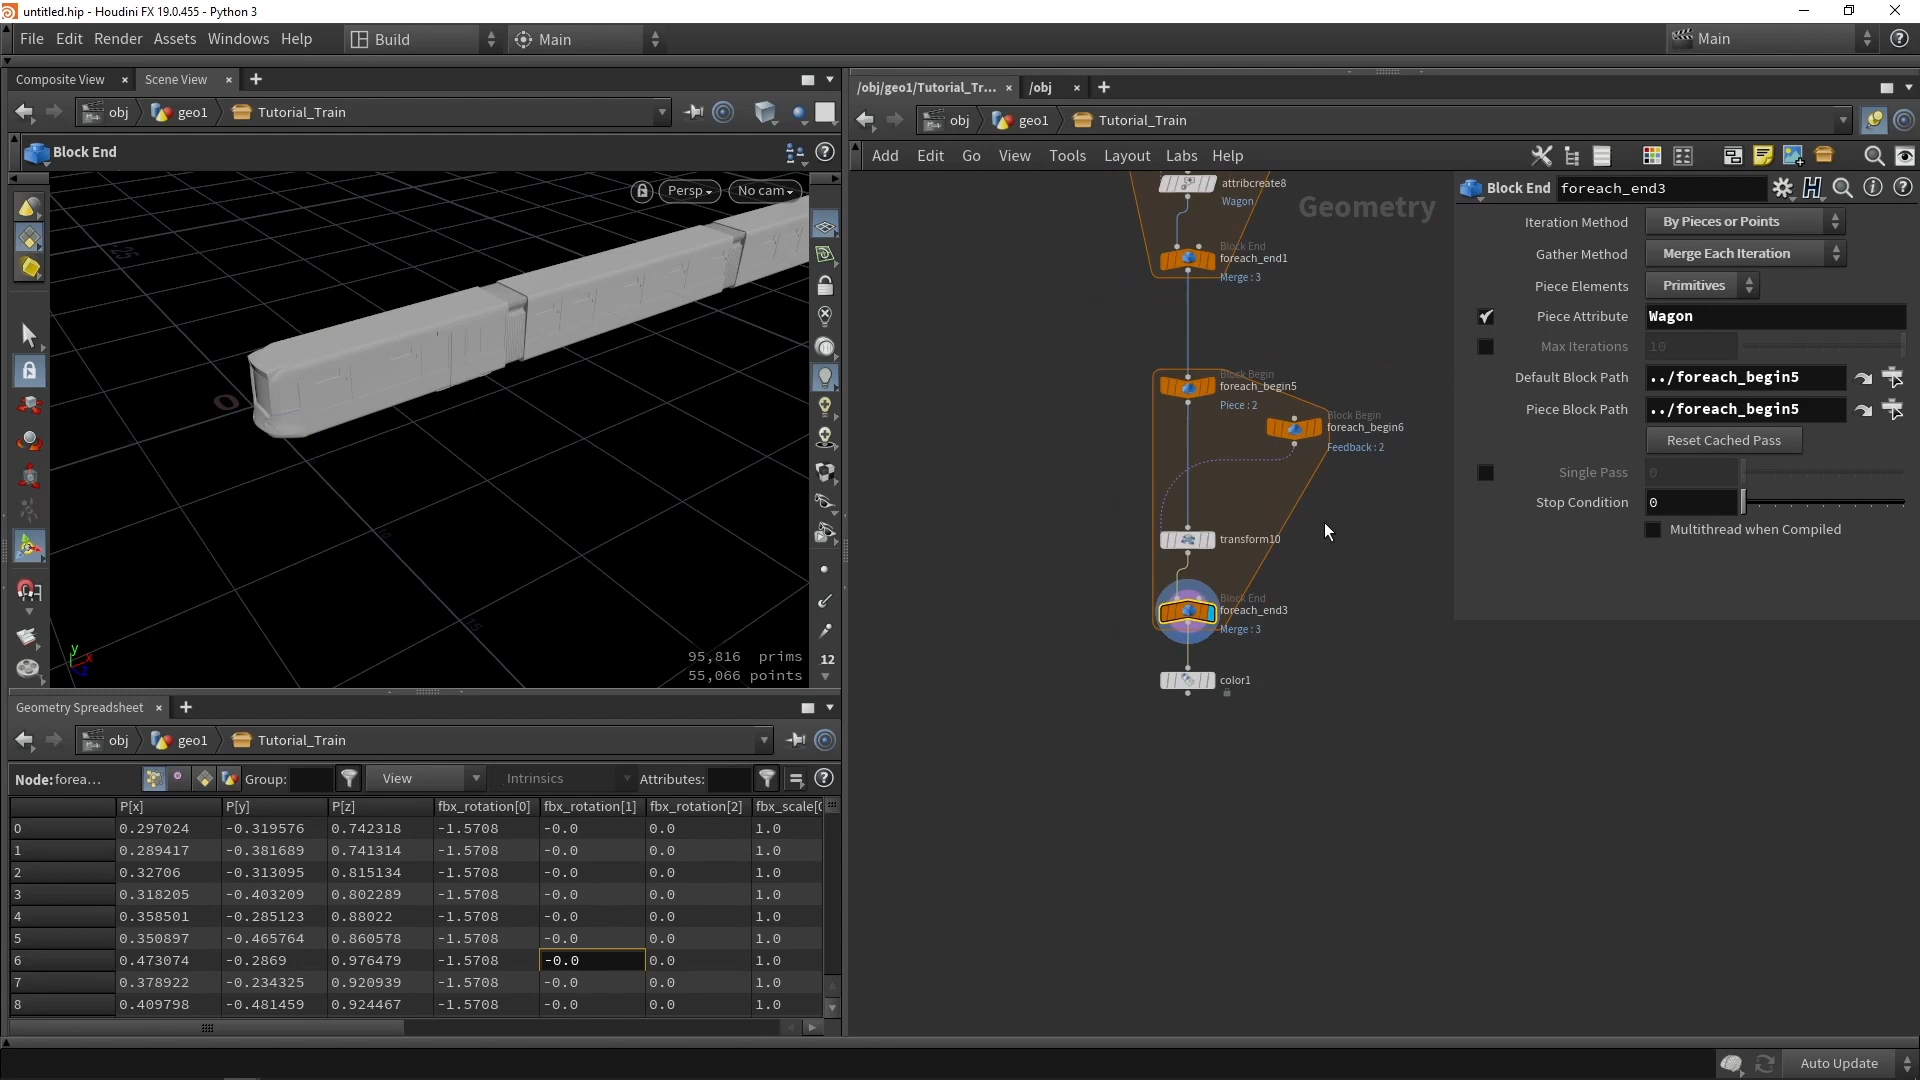 untitled.hip - Houdini FX 19.0.455 - Python 3
File Edit Render Assets Windows Help Build Main Main
Composite View × Scene View × +
obj geo1 Tutorial_Train
Block End
Persp No cam
95,816 prims
55,066 points
12
y
x
Geometry Spreadsheet × +
obj geo1 Tutorial_Train
Node: forea... Group: View Intrinsics Attributes:
P[x] P[y] P[z] fbx_rotation[0] fbx_rotation[1] fbx_rotation[2] fbx_scale[0
0 0.297024 -0.319576 0.742318 -1.5708 -0.0 0.0 1.0
1 0.289417 -0.381689 0.741314 -1.5708 -0.0 0.0 1.0
2 0.32706 -0.313095 0.815134 -1.5708 -0.0 0.0 1.0
3 0.318205 -0.403209 0.802289 -1.5708 -0.0 0.0 1.0
4 0.358501 -0.285123 0.88022 -1.5708 -0.0 0.0 1.0
5 0.350897 -0.465764 0.860578 -1.5708 -0.0 0.0 1.0
6 0.473074 -0.2869 0.976479 -1.5708 -0.0 0.0 1.0
7 0.378922 -0.234325 0.920939 -1.5708 -0.0 0.0 1.0
8 0.409798 -0.481459 0.924467 -1.5708 -0.0 0.0 1.0
/obj/geo1/Tutorial_Tr... × /obj × +
obj geo1 Tutorial_Train
Add Edit Go View Tools Layout Labs Help
Geometry
attribcreate8
Wagon
Block End
foreach_end1
Merge : 3
Block Begin
foreach_begin5
Piece : 2
Block Begin
foreach_begin6
Feedback : 2
transform10
Block End
foreach_end3
Merge : 3
color1
Block End foreach_end3
Iteration Method By Pieces or Points
Gather Method Merge Each Iteration
Piece Elements Primitives
Piece Attribute Wagon
Max Iterations 10
Default Block Path ../foreach_begin5
Piece Block Path ../foreach_begin5
Reset Cached Pass
Single Pass 0
Stop Condition 0
Multithread when Compiled
Auto Update